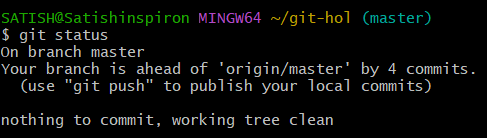 SATISH@Satishinspiron MINGW64 ~/git-hol (master)
$ git status
On branch master
Your branch is ahead of 'origin/master' by 4 commits.
  (use "git push" to publish your local commits)

nothing to commit, working tree clean